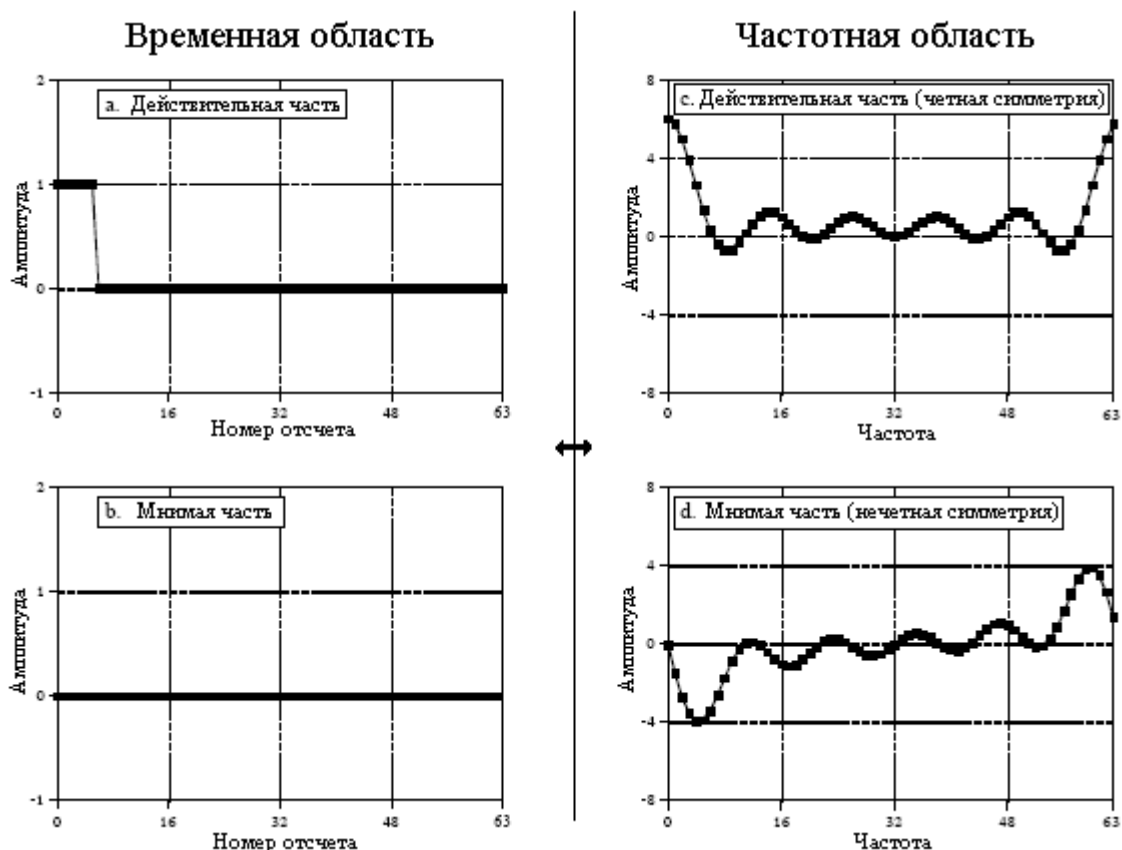 Временная область
Частотная область
a. Действительная часть
2
1
0
-1
Амплитуда
0 16 32 48 63
Номер отсчета
c. Действительная часть (четная симметрия)
8
4
0
-4
-8
Амплитуда
0 16 32 48 63
Частота
b. Мнимая часть
2
1
0
-1
Амплитуда
0 16 32 48 63
Номер отсчета
d. Мнимая часть (нечетная симметрия)
8
4
0
-4
-8
Амплитуда
0 16 32 48 63
Частота